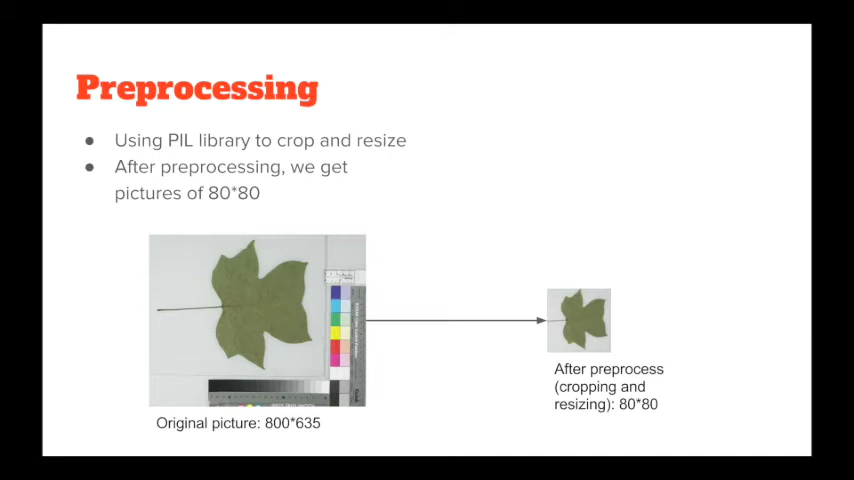 Preprocessing
● Using PIL library to crop and resize
● After preprocessing, we get
pictures of 80*80
Original picture: 800*635
After preprocess
(cropping and
resizing): 80*80